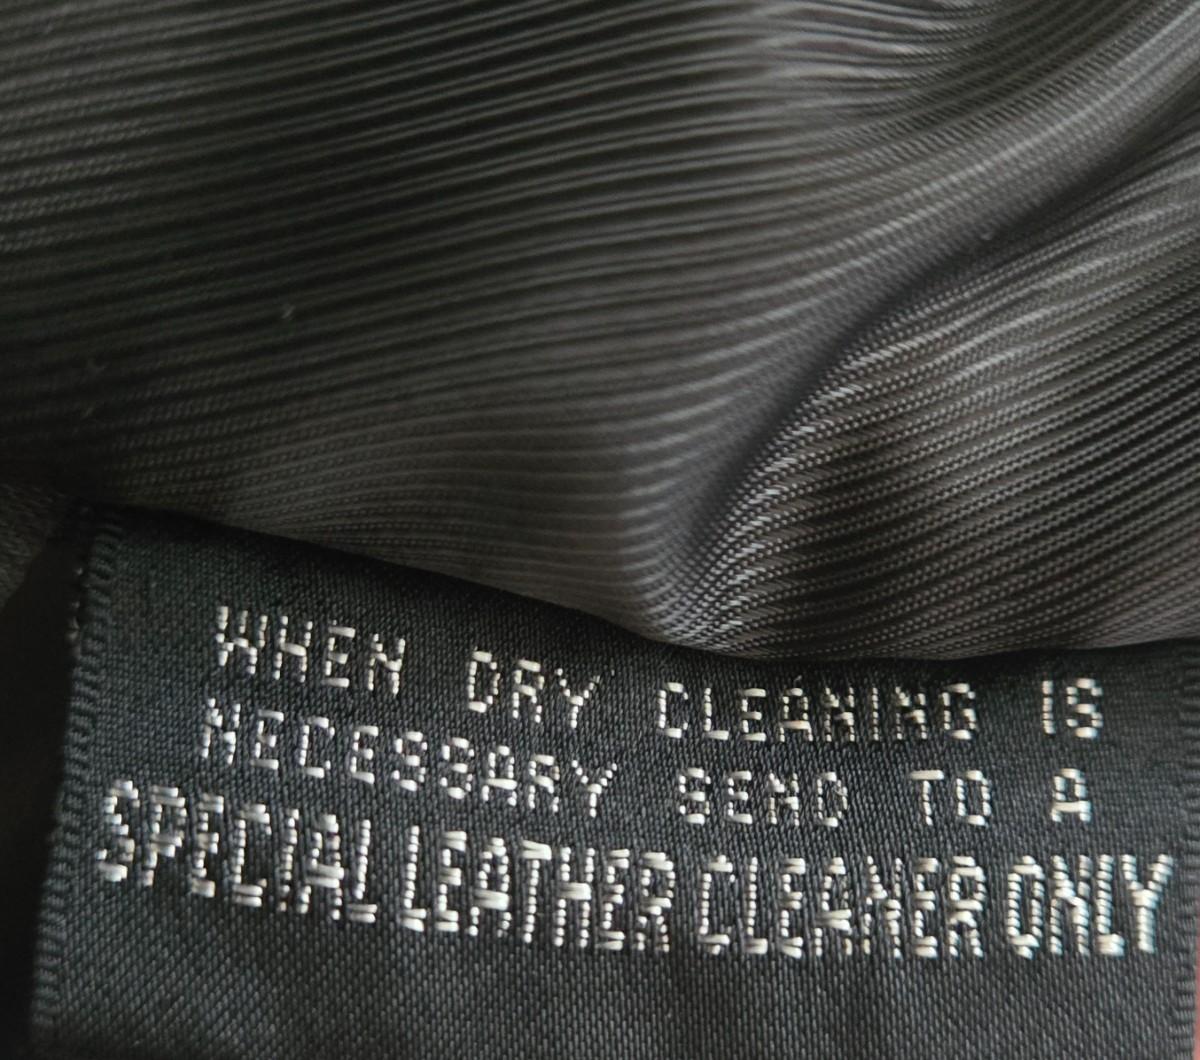 WHEN DRY CLEANING IS
NECESSARY SEND TO A
SPECIAL LEATHER CLEANER ONLY